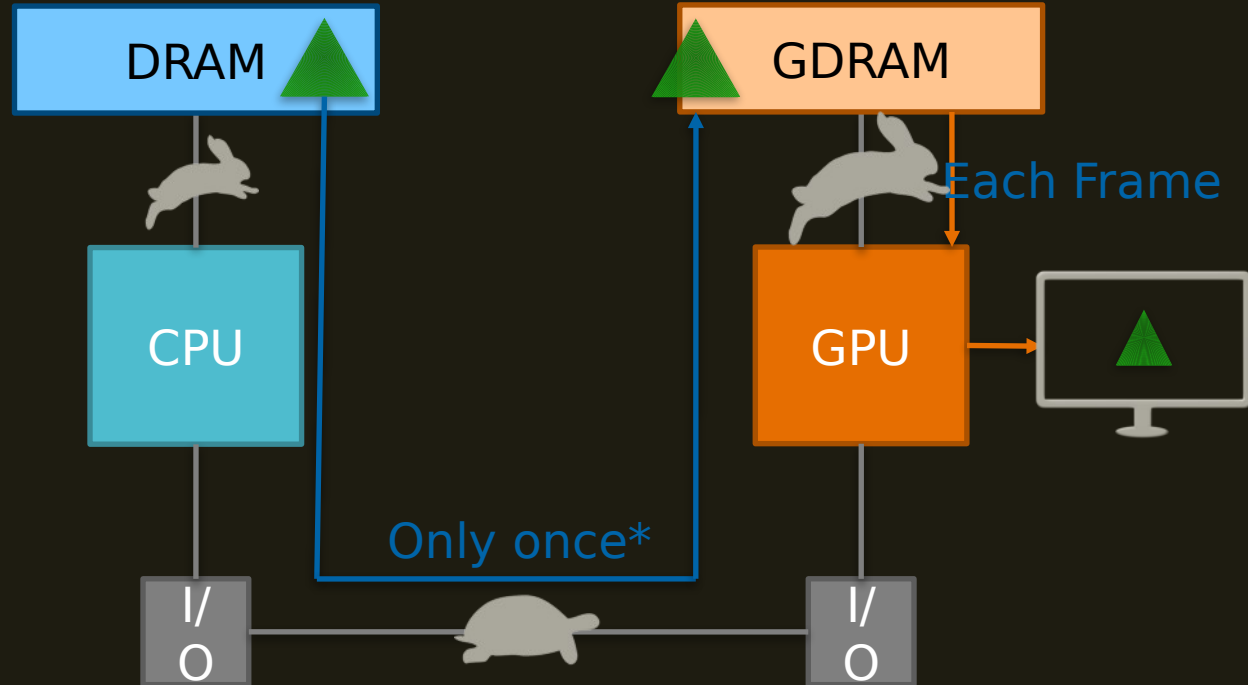 DRAM
GDRAM
Each Frame
CPU
GPU
Only once*
I/
O
I/
O